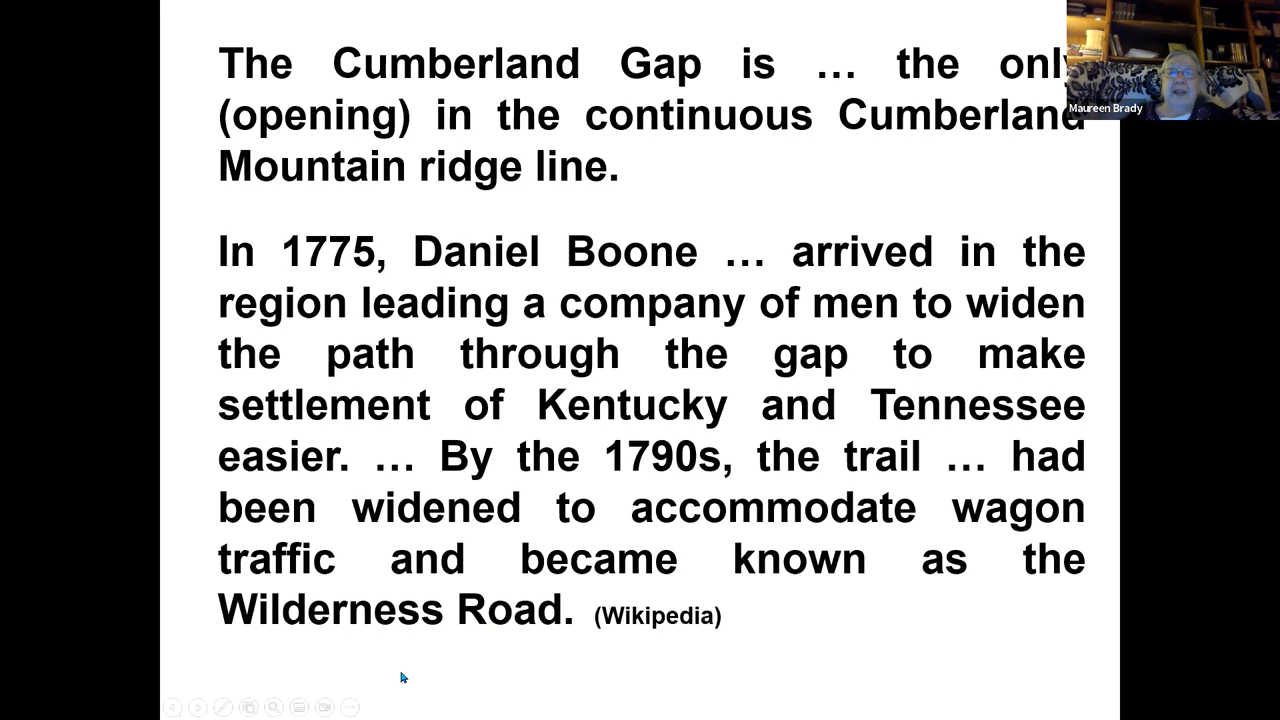 The Cumberland Gap is … the only
(opening) in the continuous Cumberland
Mountain ridge line.
In 1775, Daniel Boone … arrived in the
region leading a company of men to widen
the path through the gap to make
settlement of Kentucky and Tennessee
easier. … By the 1790s, the trail … had
been widened to accommodate wagon
traffic and became known as the
Wilderness Road. (Wikipedia)
Maureen Brady